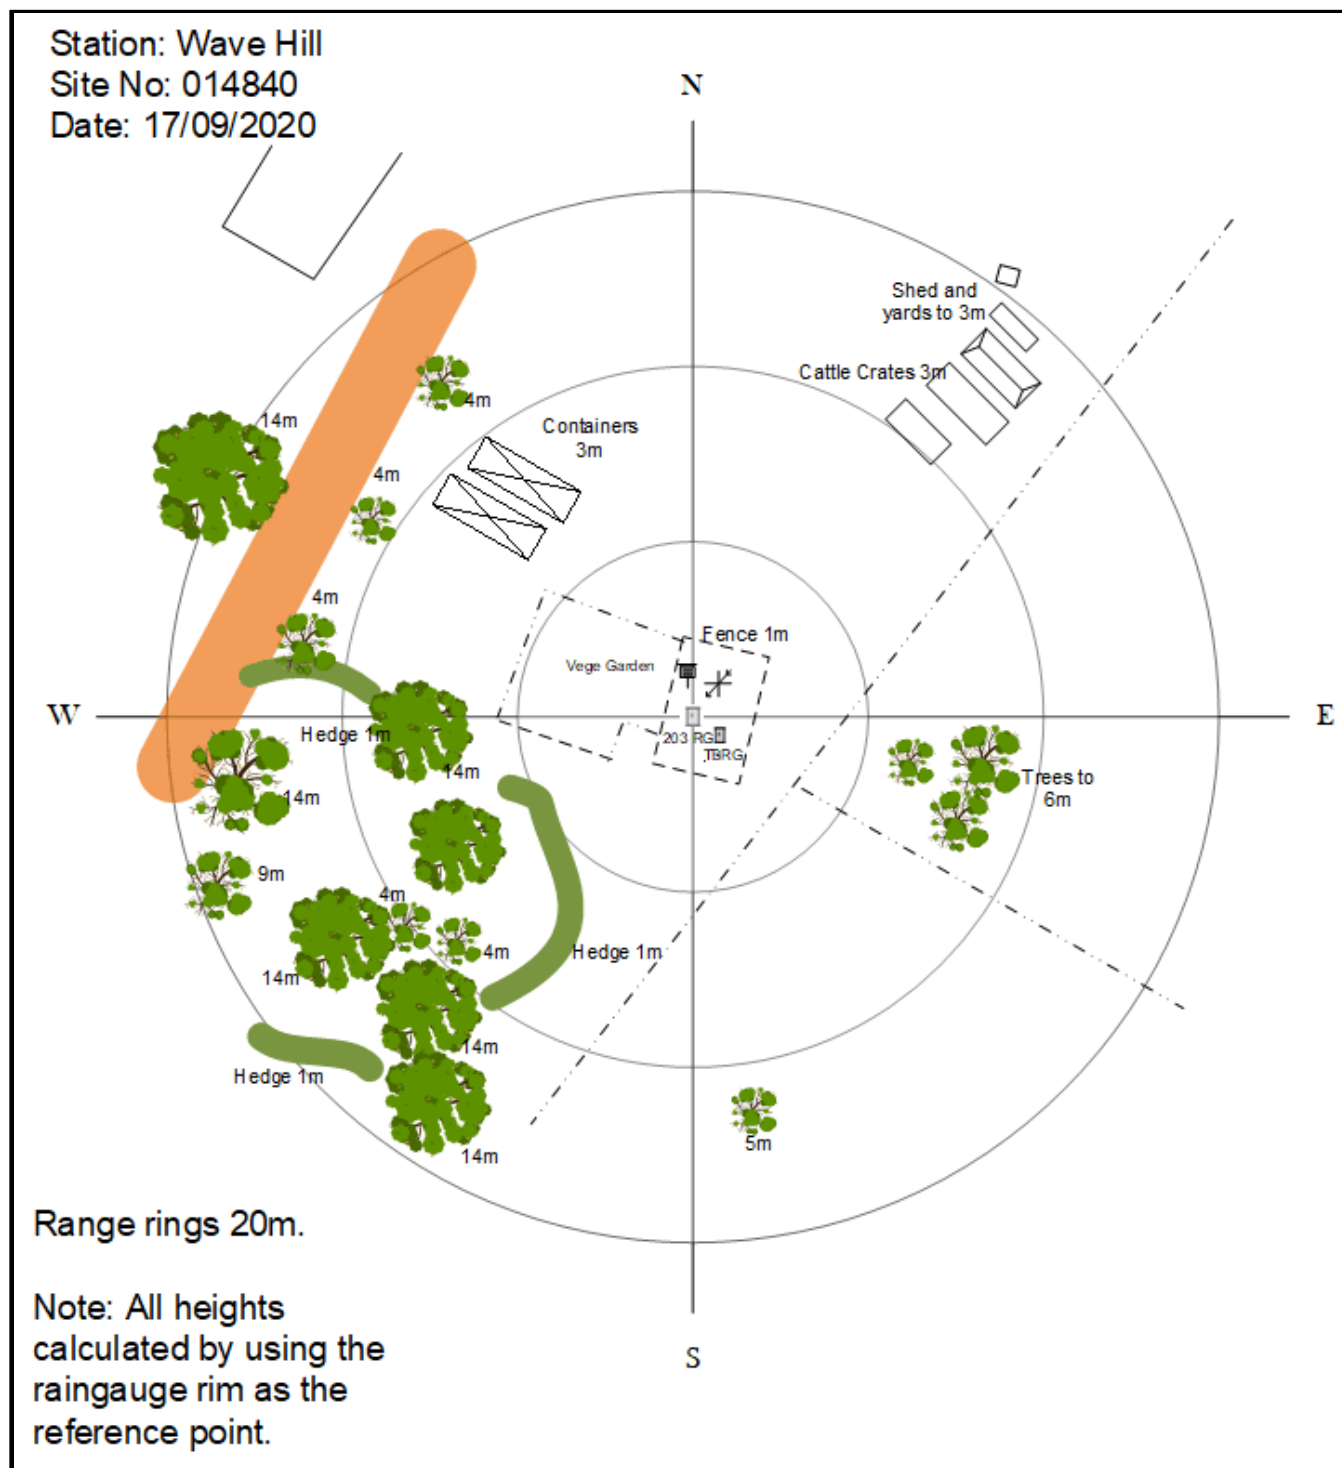 Station: Wave Hill
Site No: 014840
Date: 17/09/2020
N
Shed and
yards to 3m
Cattle Crates 3m
4m
14m
Containers
3m
4m
4m
Fence 1m
Vege Garden
W
E
Hedge 1m
203 RG
TBRG
14m
14m
Trees to
6m
9m
4m
4m
Hedge 1m
14m
14m
Hedge 1m
5m
14m
Range rings 20m.
Note: All heights
calculated by using the
raingauge rim as the
reference point.
S